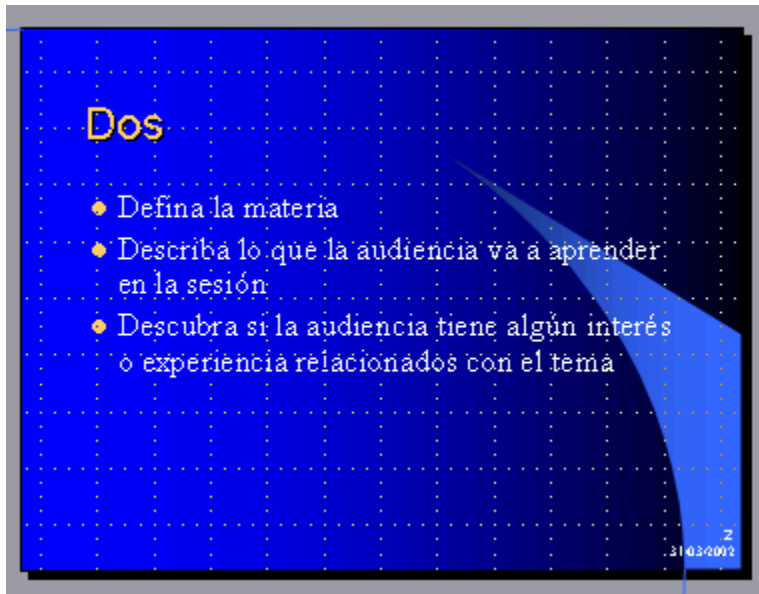 Dos
Defina la materia
Describa lo que la audiencia va a aprender
en la sesión
Descubra si la audiencia tiene algún interés
o experiencia relacionados con el tema
2
31/03/2002